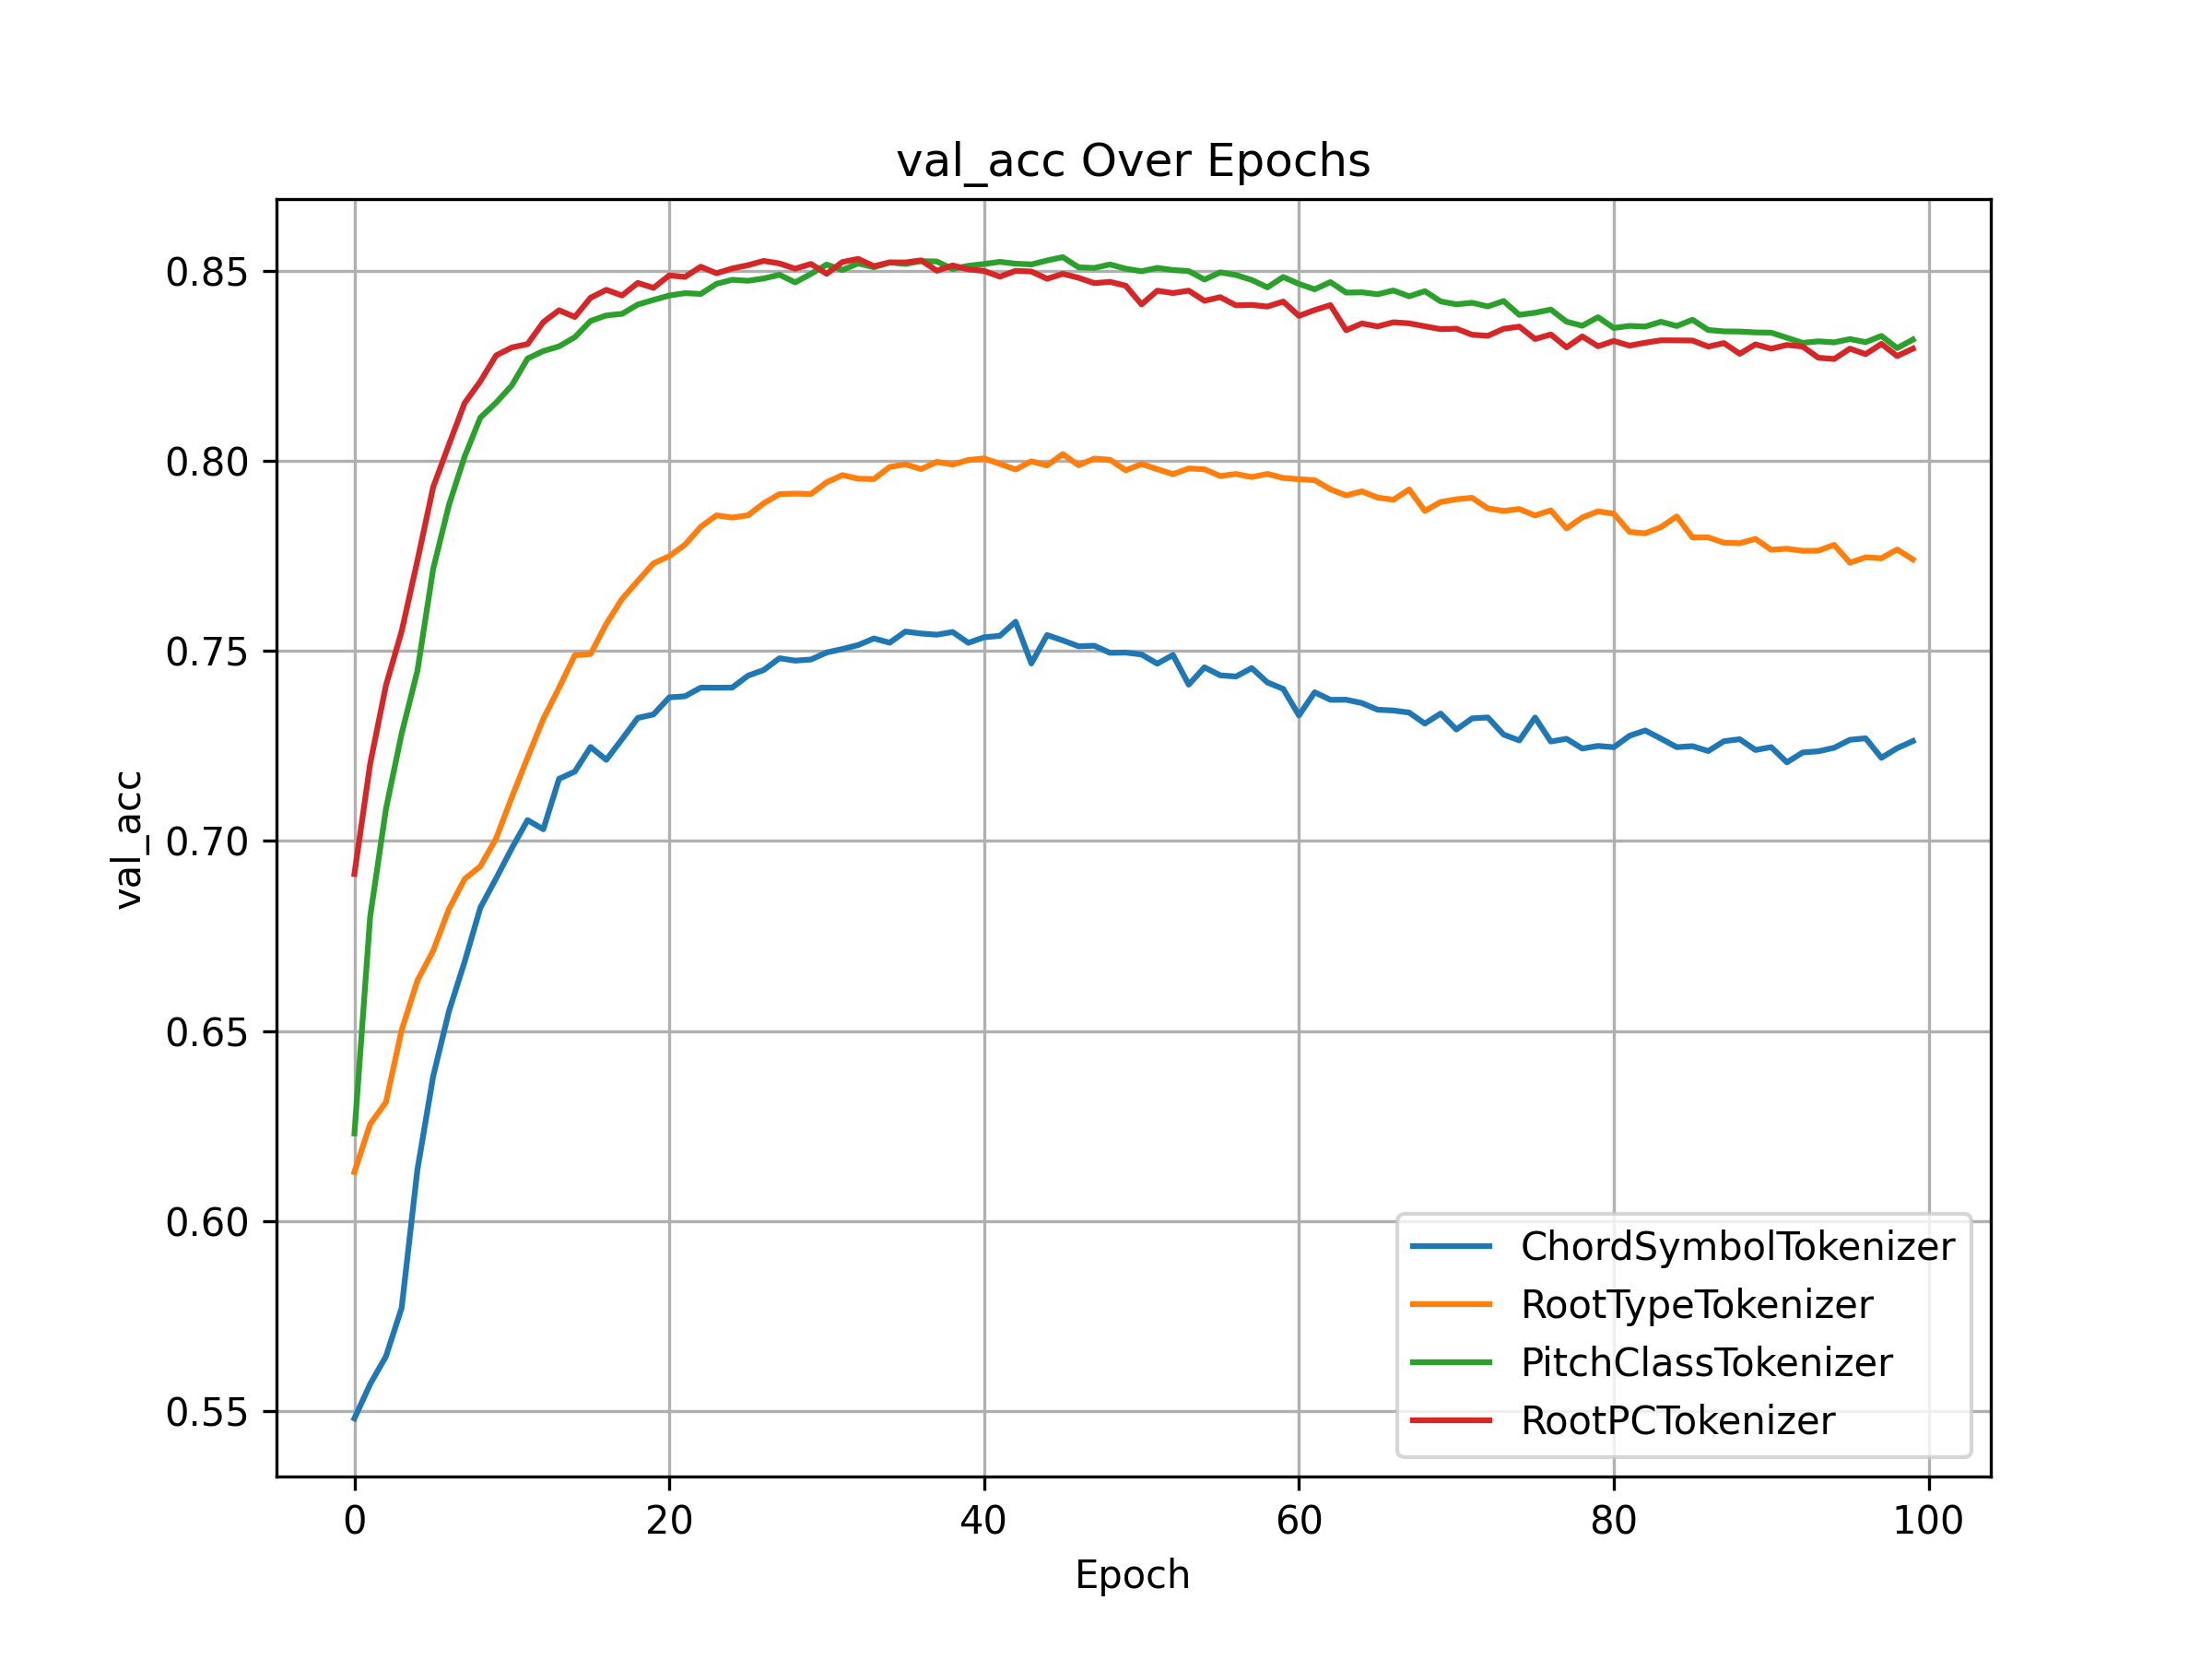 val_acc Over Epochs
0.85
0.80
0.75
0.70
0.65
0.60
0.55
val_acc
0 20 40 60 80 100
Epoch
ChordSymbolTokenizer
RootTypeTokenizer
PitchClassTokenizer
RootPCTokenizer